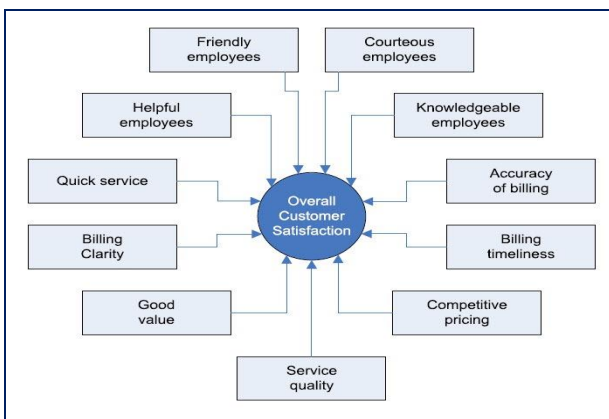 Friendly
employees
Courteous
employees
Helpful
employees
Knowledgeable
employees
Quick service
Overall
Customer
Satisfaction
Accuracy
of billing
Billing
Clarity
Billing
timeliness
Good
value
Competitive
pricing
Service
quality